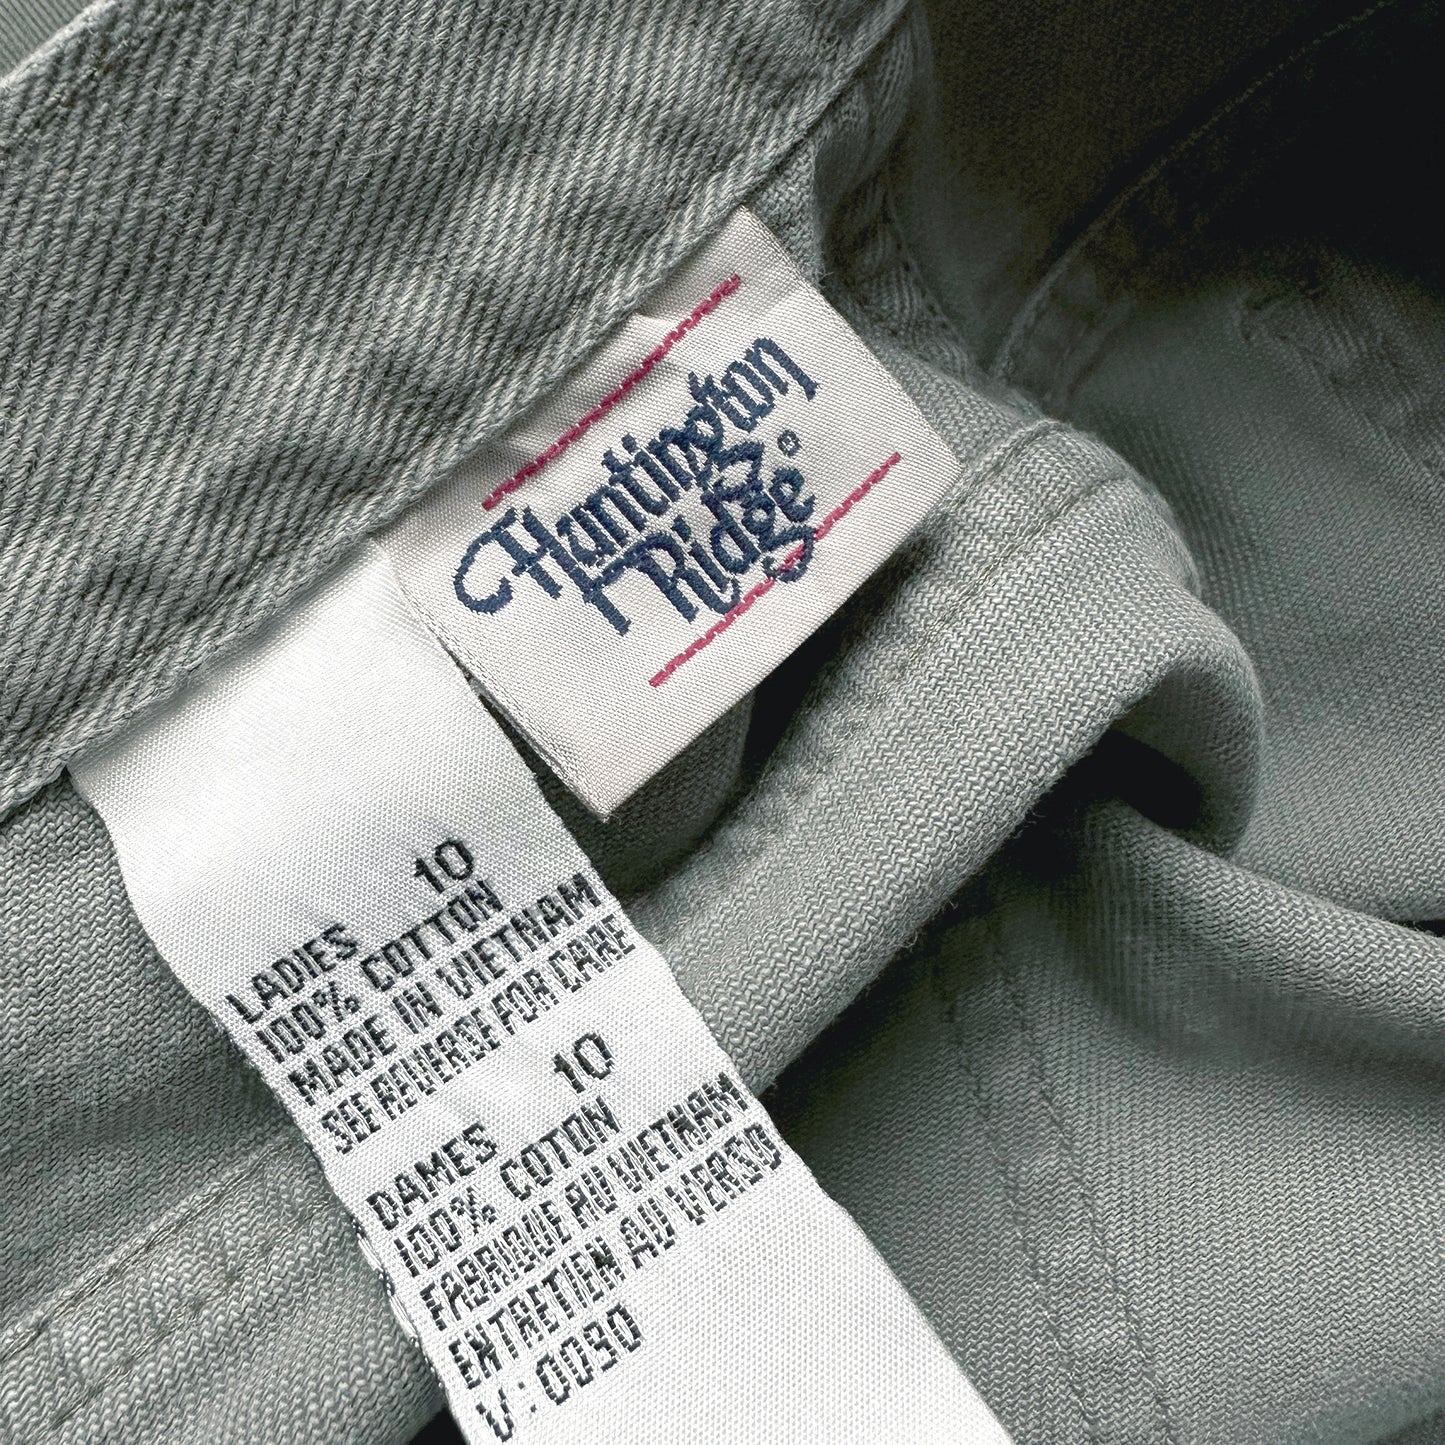 Huntington
Ridge®
LADIES 10
100% COTTON
MADE IN VIETNAM
SEE REVERSE FOR CARE
DAMES 10
100% COTON
FABRIQUE AU VIETNAM
ENTRETIEN AU VERSO
V:0090